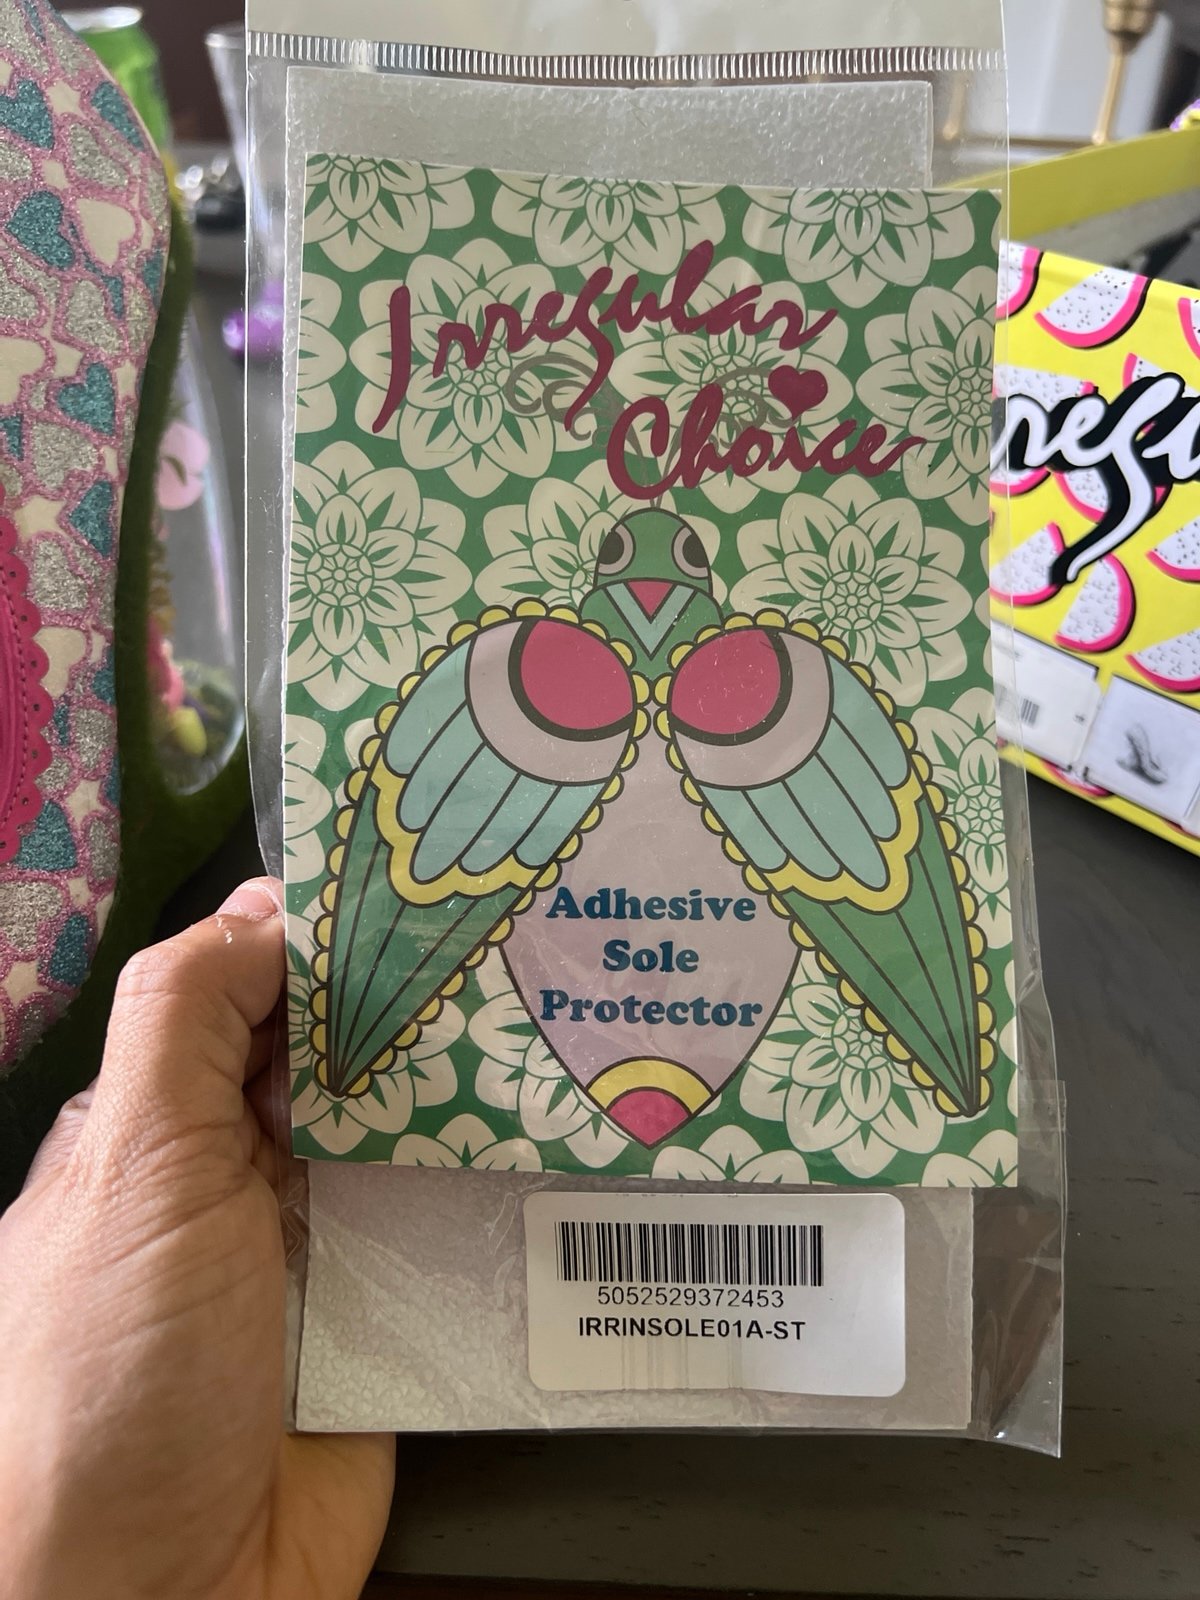 Irregular
Choice
Adhesive
Sole
Protector
5052529372453
IRRINSOLE01A-ST